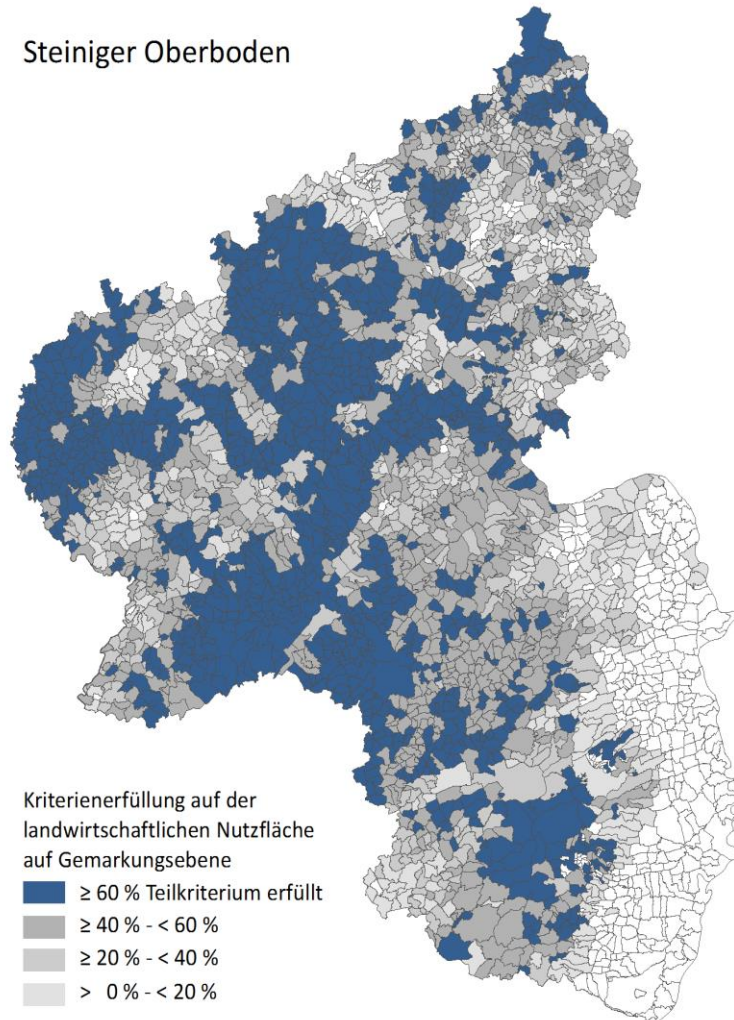 Steiniger Oberboden
Kriterienerfüllung auf der
landwirtschaftlichen Nutzfläche
auf Gemarkungsebene
≥ 60 % Teilkriterium erfüllt
≥ 40 % - < 60 %
≥ 20 % - < 40 %
> 0 % - < 20 %